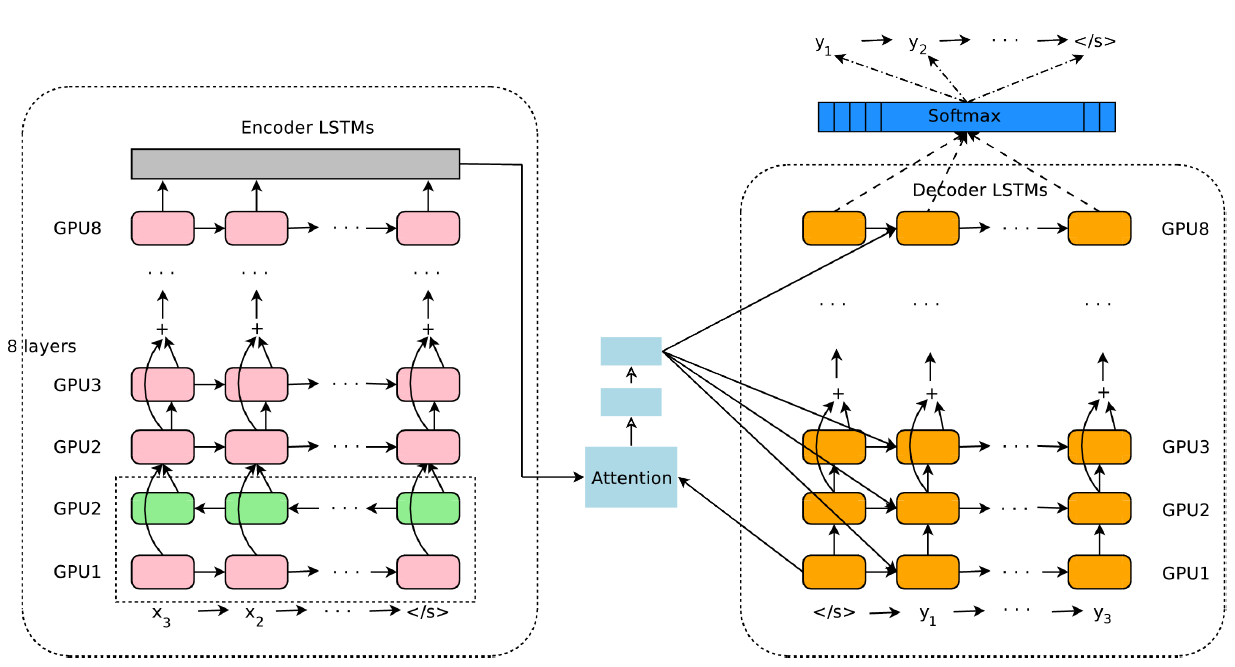 y1 y2 · · · </s>
Softmax
Encoder LSTMs
Decoder LSTMs
GPU8 · · ·
· · · GPU8
· · · · · · · · ·
· · · · · · · · ·
+ + +
8 layers
GPU3 · · ·
+ + +
GPU2 · · ·
· · · GPU3
Attention
GPU2 · · ·
· · · GPU2
GPU1 · · ·
· · · GPU1
x3 x2 · · · </s>
</s> y1 · · · y3